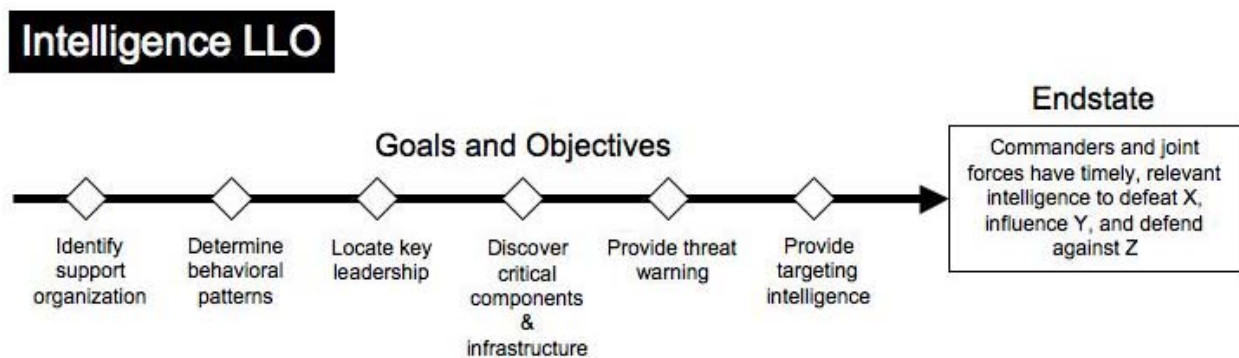 Intelligence LLO
Goals and Objectives
Identify
support
organization
Determine
behavioral
patterns
Locate key
leadership
Discover
critical
components
&
infrastructure
Provide threat
warning
Provide
targeting
intelligence
Endstate
Commanders and joint
forces have timely, relevant
intelligence to defeat X,
influence Y, and defend
against Z